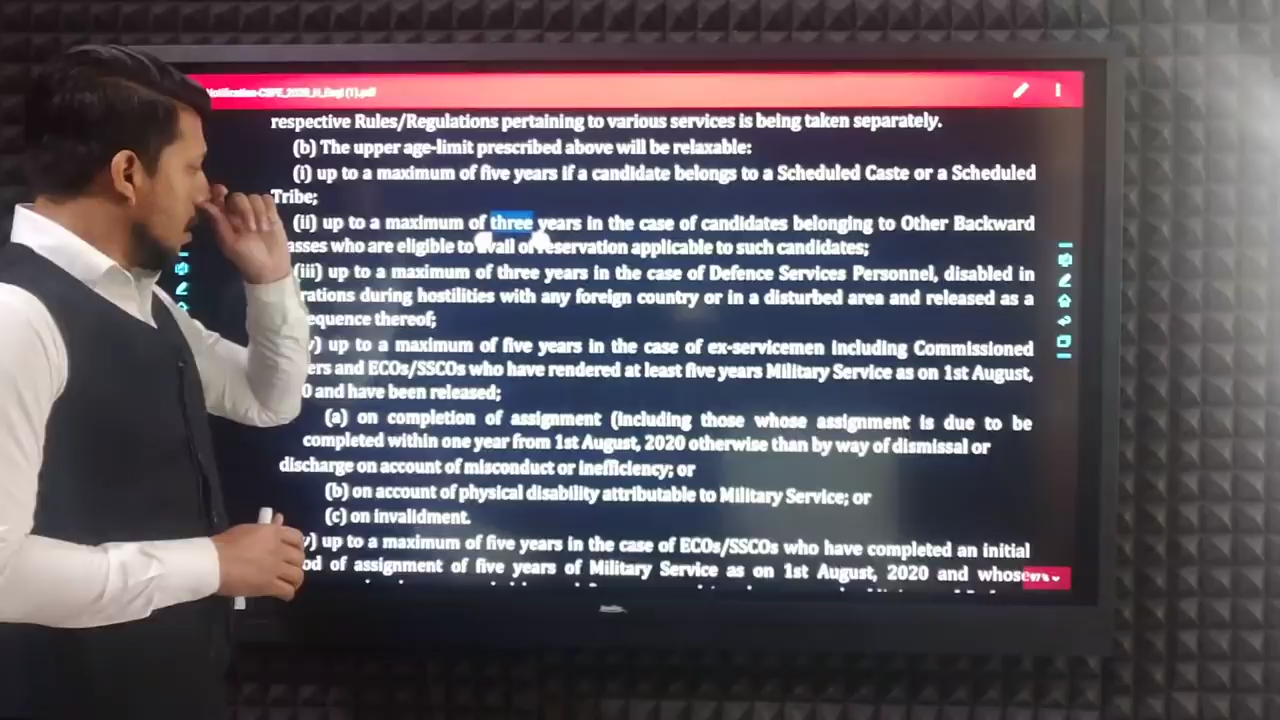 Notification-CSPE_2020_N_Engl (1).pdf
respective Rules/Regulations pertaining to various services is being taken separately.
(b) The upper age-limit prescribed above will be relaxable:
(i) up to a maximum of five years if a candidate belongs to a Scheduled Caste or a Scheduled
Tribe;
(ii) up to a maximum of three years in the case of candidates belonging to Other Backward
asses who are eligible to avail of reservation applicable to such candidates;
(iii) up to a maximum of three years in the case of Defence Services Personnel, disabled in
rations during hostilities with any foreign country or in a disturbed area and released as a
equence thereof;
v) up to a maximum of five years in the case of ex-servicemen including Commissioned
ers and ECOs/SSCOs who have rendered at least five years Military Service as on 1st August,
0 and have been released;
(a) on completion of assignment (including those whose assignment is due to be
completed within one year from 1st August, 2020 otherwise than by way of dismissal or
discharge on account of misconduct or inefficiency; or
(b) on account of physical disability attributable to Military Service; or
(c) on invalidment.
v) up to a maximum of five years in the case of ECOs/SSCOs who have completed an initial
od of assignment of five years of Military Service as on 1st August, 2020 and whose